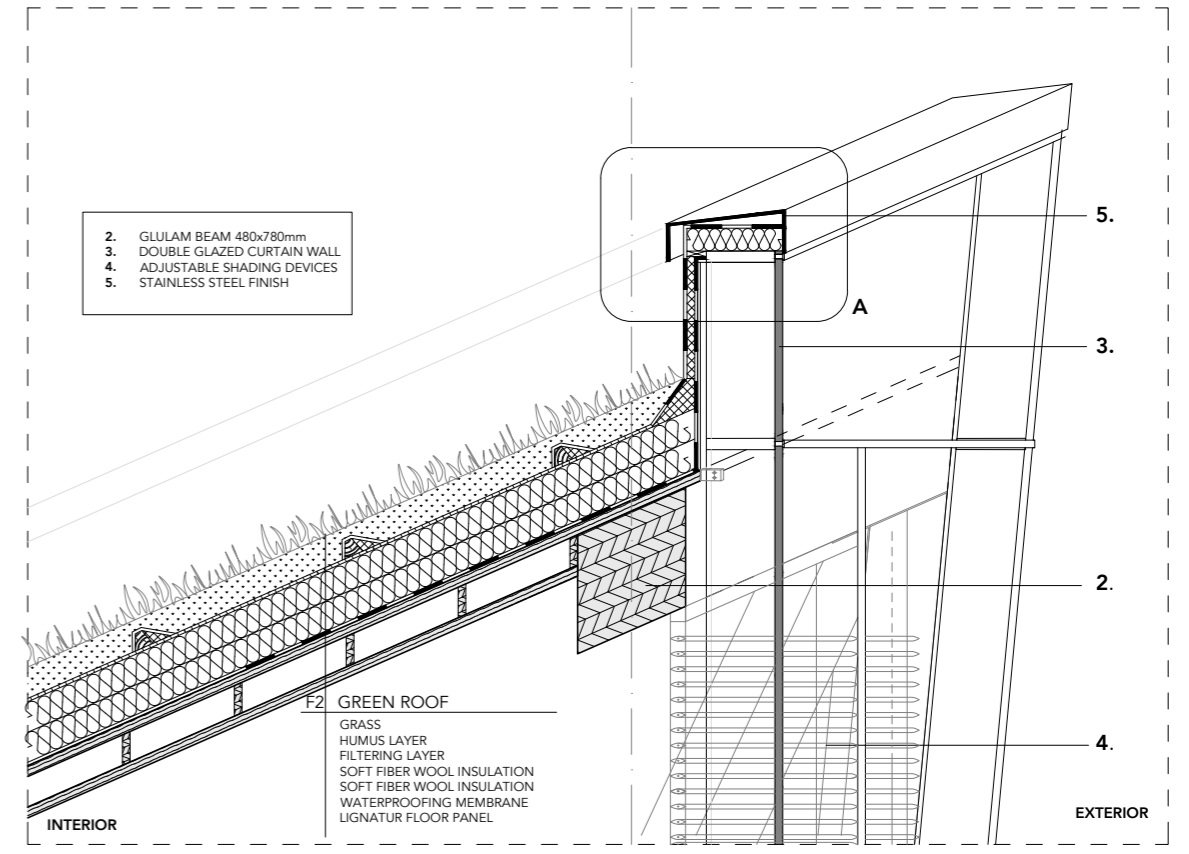 2. GLULAM BEAM 480x780mm
3. DOUBLE GLAZED CURTAIN WALL
4. ADJUSTABLE SHADING DEVICES
5. STAINLESS STEEL FINISH
5.
A
3.
2.
F2 GREEN ROOF
GRASS
HUMUS LAYER
FILTERING LAYER
SOFT FIBER WOOL INSULATION
SOFT FIBER WOOL INSULATION
WATERPROOFING MEMBRANE
LIGNATUR FLOOR PANEL
4.
INTERIOR
EXTERIOR